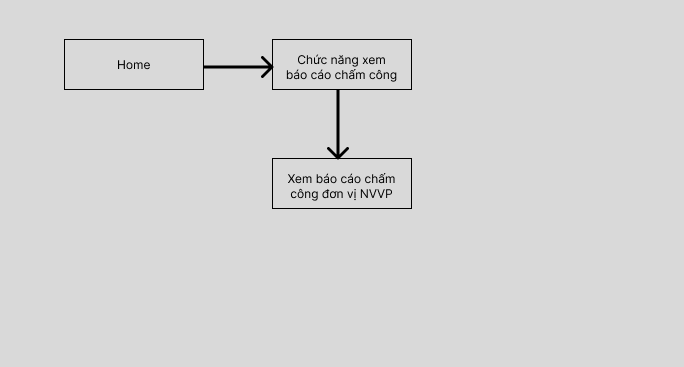 Home
Chức năng xem
báo cáo chấm công
Xem báo cáo chấm
công đơn vị NVVP